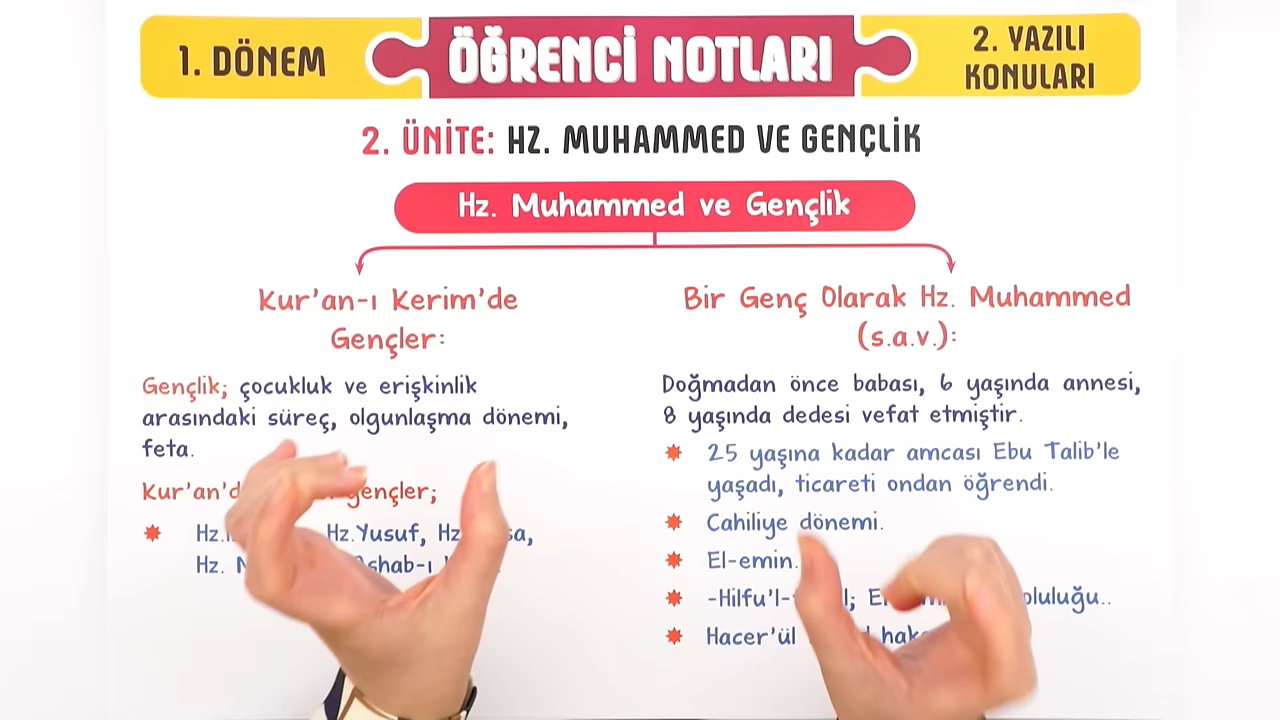 1. DÖNEM
ÖĞRENCİ NOTLARI
2. YAZILI
KONULARI
2. ÜNİTE: HZ. MUHAMMED VE GENÇLİK
Hz. Muhammed ve Gençlik
Kur'an-ı Kerim'de
Gençler:
Gençlik; çocukluk ve erişkinlik
arasındaki süreç, olgunlaşma dönemi,
feta.
gençler;
Hz.Yusuf,
Hz.
Bir Genç Olarak Hz. Muhammed
(s.a.v.):
Doğmadan önce babası, 6 yaşında annesi,
8 yaşında dedesi vefat etmiştir.
25 yaşına kadar amcası Ebu Talib'le
yaşadı, ticareti ondan öğrendi.
Cahiliye dönemi.
El-emin.
Hacer'ül